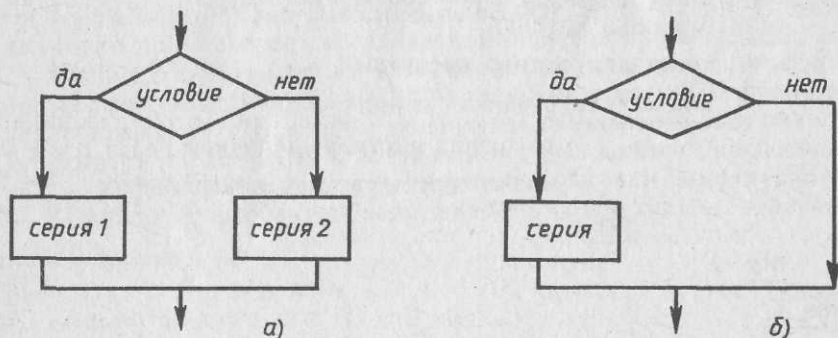 да условие нет
серия 1 серия 2
а)
да условие нет
серия
б)